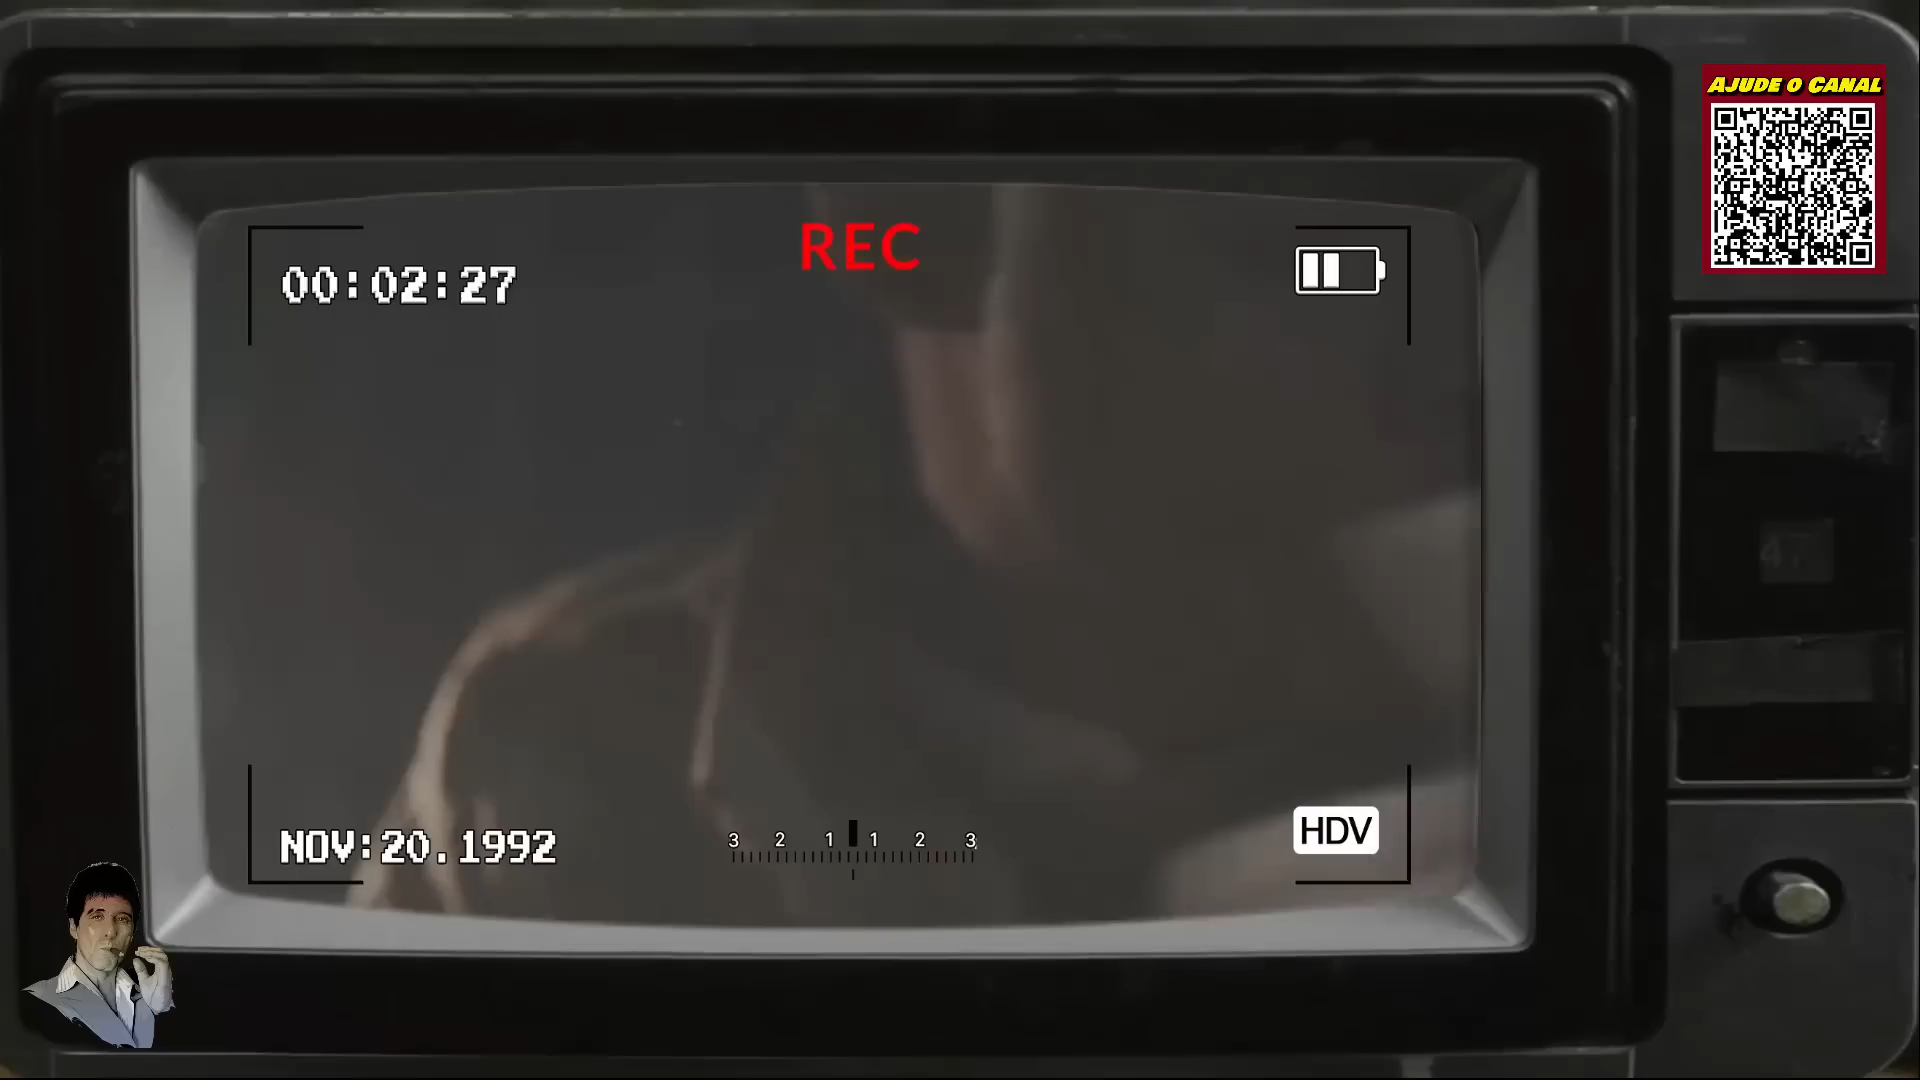 AJUDE O CANAL
REC
00:02:27
NOV:20.1992
3 2 1 1 2 3
HDV